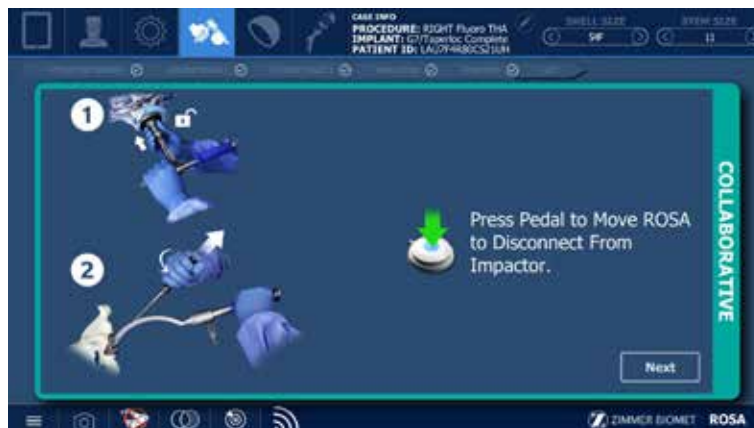 CASE INFO
PROCEDURE: RIGHT Fluoro THA
IMPLANT: G7/Taperloc Complete
SHELL SIZE
STEM SIZE
11
1
Press Pedal to Move ROSA
to Disconnect From
Impactor.
2
COLLABORATIVE
Next
ZIMMER BIOMET ROSA